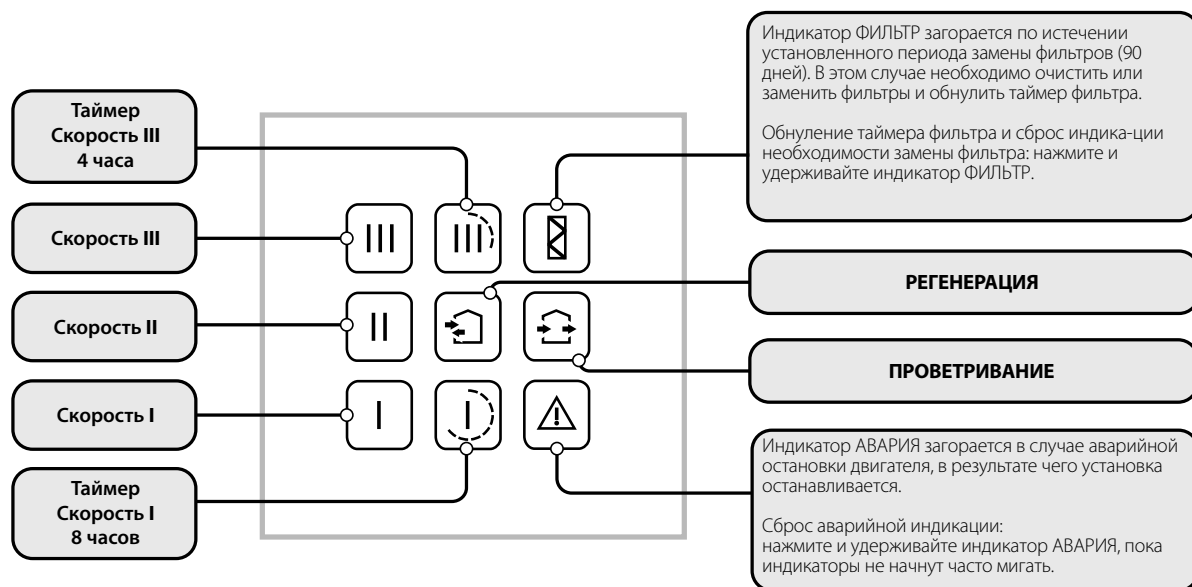 Таймер
Скорость III
4 часа
Скорость III
Скорость II
Скорость I
Таймер
Скорость I
8 часов
III
III
II
I
I
Индикатор ФИЛЬТР загорается по истечении
установленного периода замены фильтров (90
дней). В этом случае необходимо очистить или
заменить фильтры и обнулить таймер фильтра.
Обнуление таймера фильтра и сброс индика-ции
необходимости замены фильтра: нажмите и
удерживайте индикатор ФИЛЬТР.
РЕГЕНЕРАЦИЯ
ПРОВЕТРИВАНИЕ
Индикатор АВАРИЯ загорается в случае аварийной
остановки двигателя, в результате чего установка
останавливается.
Сброс аварийной индикации:
нажмите и удерживайте индикатор АВАРИЯ, пока
индикаторы не начнут часто мигать.